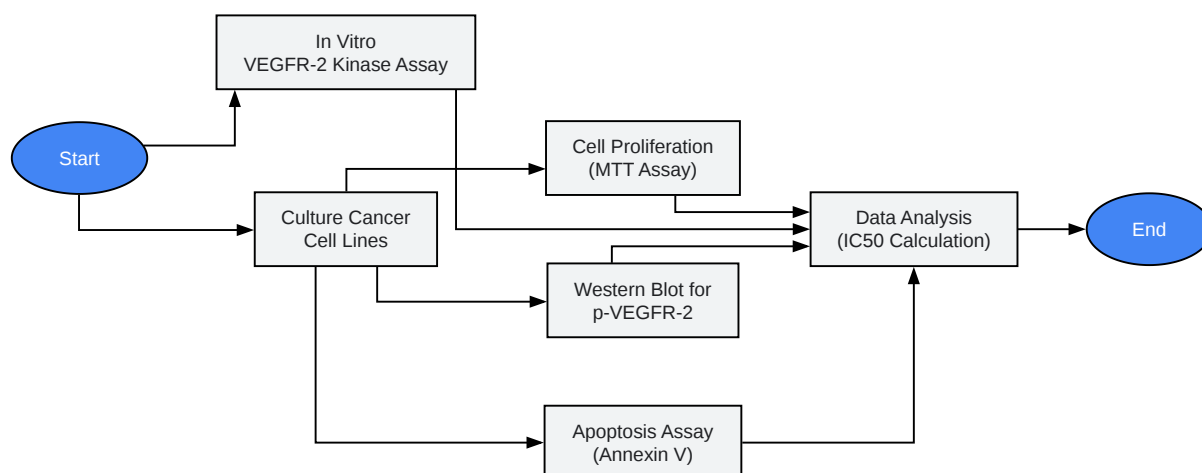 In Vitro
VEGFR-2 Kinase Assay
Start
Cell Proliferation
(MTT Assay)
Culture Cancer
Cell Lines
Data Analysis
(IC50 Calculation)
End
Western Blot for
p-VEGFR-2
Apoptosis Assay
(Annexin V)